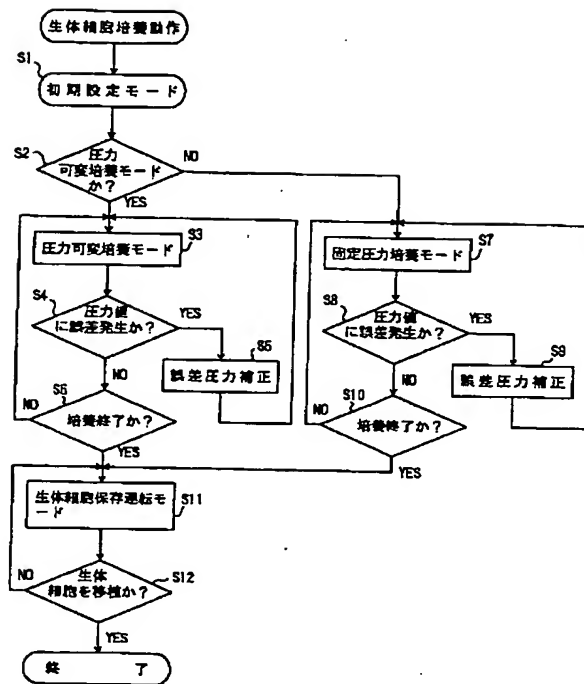 生体細胞培養動作
S1
初期設定モード
S2
圧力
可変培養モード
か?
NO
YES
S3
圧力可変培養モード
S4
圧力値
に誤差発生か?
YES
NO
S5
誤差圧力補正
S6
培養終了か?
NO
YES
S7
固定圧力培養モード
S8
圧力値
に誤差発生か?
YES
NO
S9
誤差圧力補正
S10
培養終了か?
NO
YES
生体細胞保存運転モ
ード
S11
生体
細胞を移植か?
S12
NO
YES
終 了